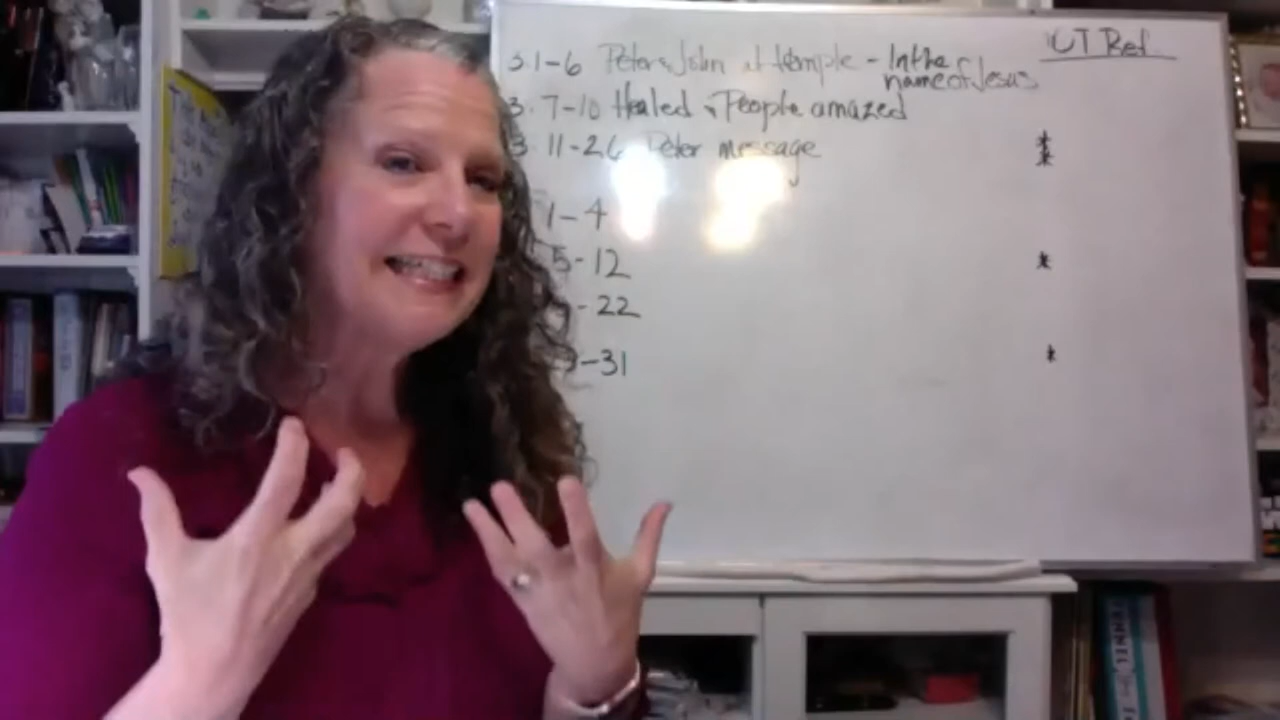 3:1-6 Peter & John at temple - In the
name of Jesus
OT Ref
3:7-10 Healed & People amazed
3:11-26 Peter message
1-4
5-12
-22
-31